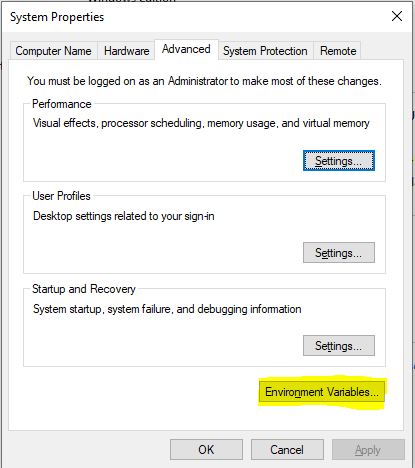 System Properties
Computer Name Hardware Advanced System Protection Remote
You must be logged on as an Administrator to make most of these changes.
Performance
Visual effects, processor scheduling, memory usage, and virtual memory
Settings...
User Profiles
Desktop settings related to your sign-in
Settings...
Startup and Recovery
System startup, system failure, and debugging information
Settings...
Environment Variables...
OK Cancel Apply